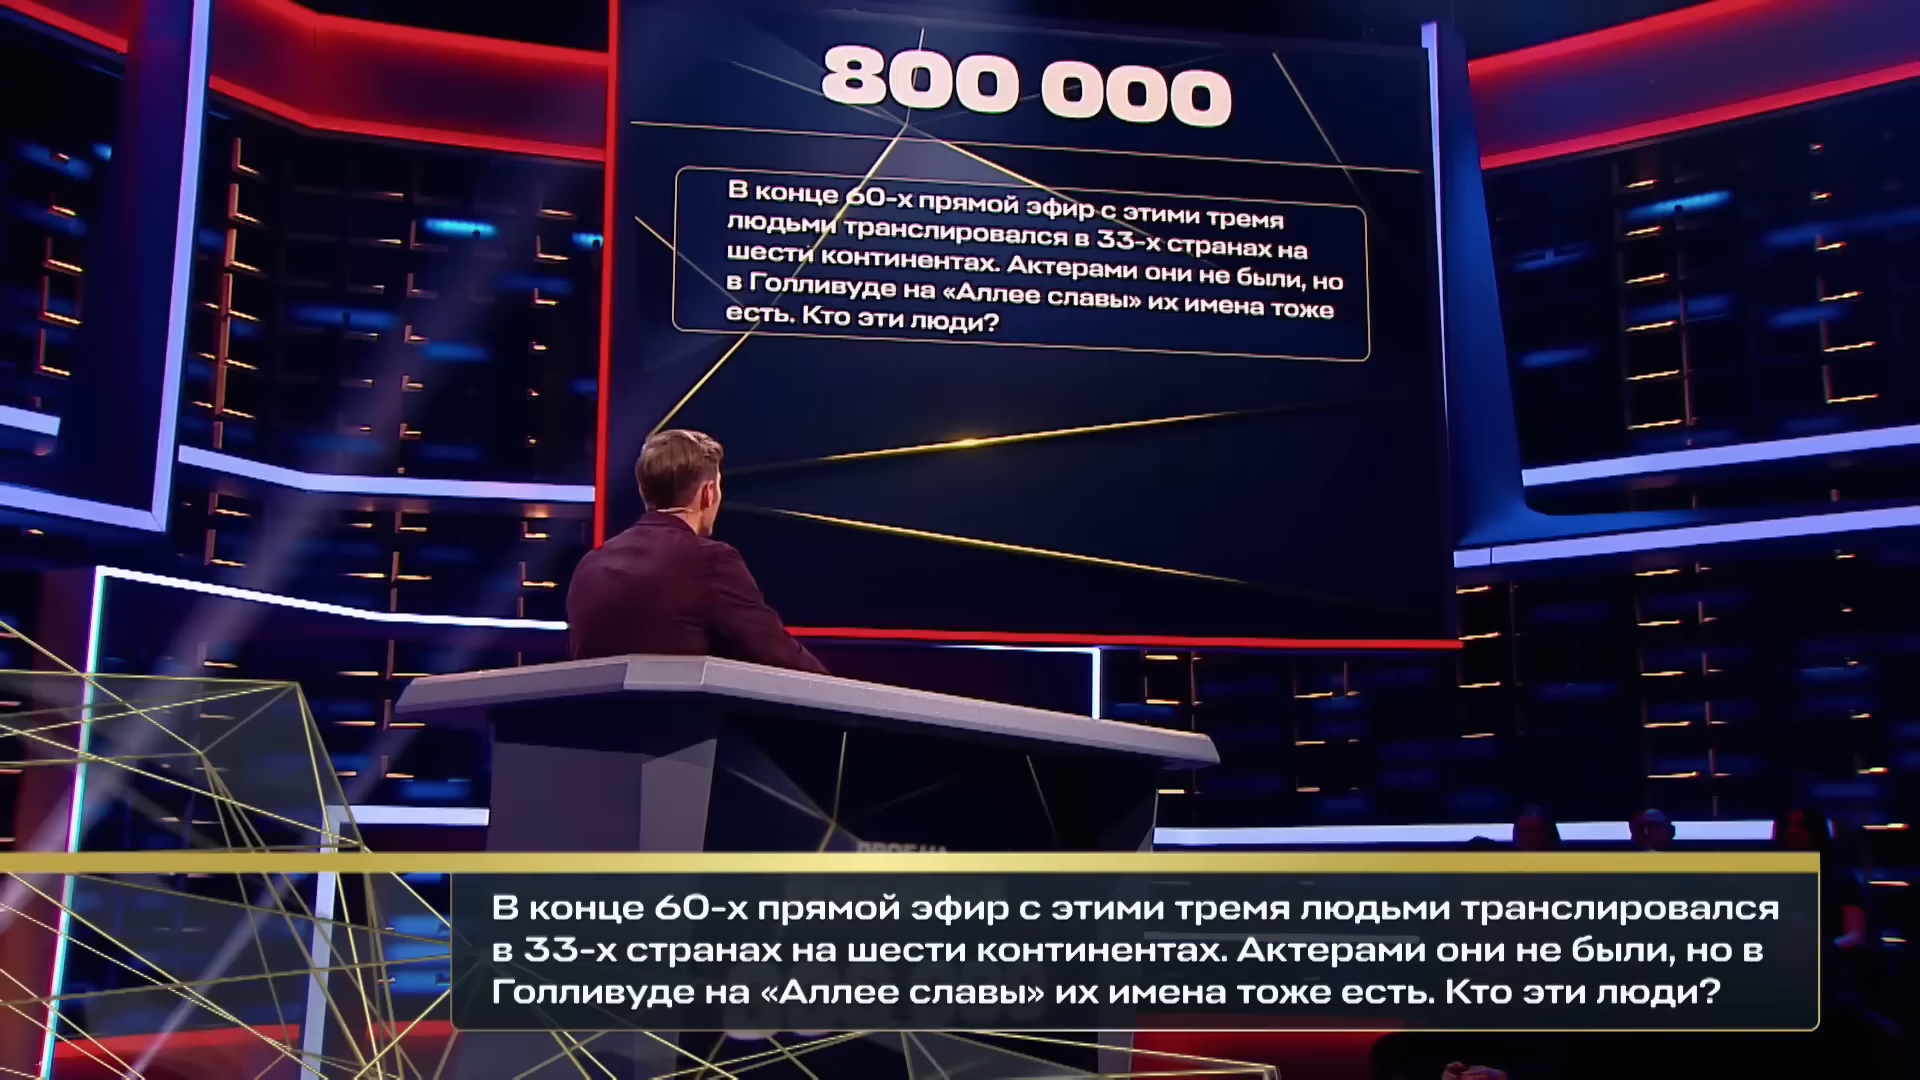 800 000
В конце 60-х прямой эфир с этими тремя
людьми транслировался в 33-х странах на
шести континентах. Актерами они не были, но
в Голливуде на «Аллее славы» их имена тоже
есть. Кто эти люди?
В конце 60-х прямой эфир с этими тремя людьми транслировался
в 33-х странах на шести континентах. Актерами они не были, но в
Голливуде на «Аллее славы» их имена тоже есть. Кто эти люди?